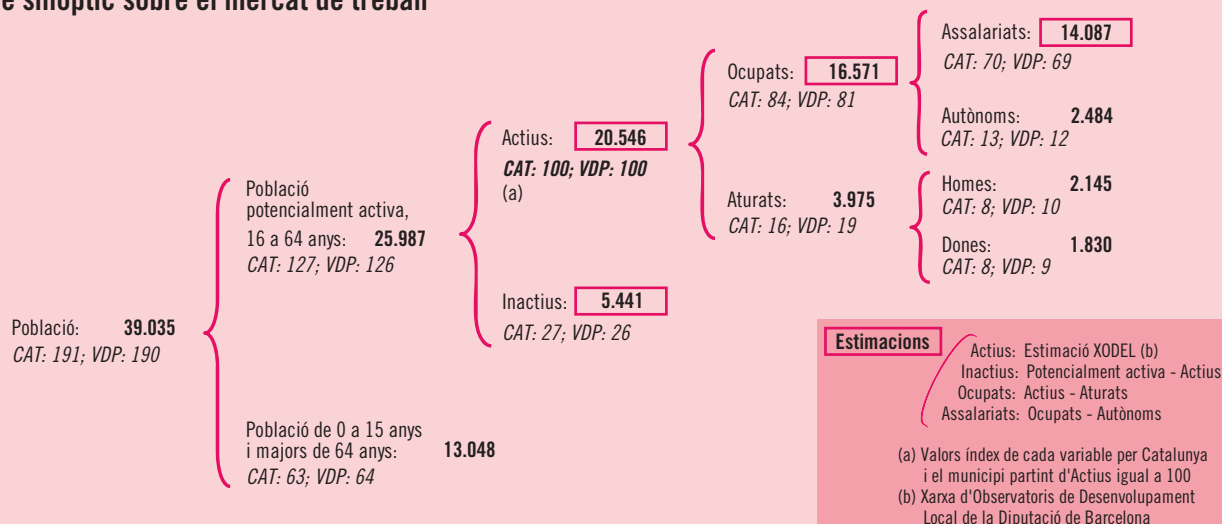 sinòptic sobre el mercat de treball
Població: 39.035
CAT: 191; VDP: 190
Població
potencialment activa,
16 a 64 anys: 25.987
CAT: 127; VDP: 126
Població de 0 a 15 anys
i majors de 64 anys: 13.048
CAT: 63; VDP: 64
Actius: 20.546
CAT: 100; VDP: 100
(a)
Inactius: 5.441
CAT: 27; VDP: 26
Ocupats: 16.571
CAT: 84; VDP: 81
Aturats: 3.975
CAT: 16; VDP: 19
Assalariats: 14.087
CAT: 70; VDP: 69
Autònoms: 2.484
CAT: 13; VDP: 12
Homes: 2.145
CAT: 8; VDP: 10
Dones: 1.830
CAT: 8; VDP: 9
Estimacions
Actius: Estimació XODEL (b)
Inactius: Potencialment activa - Actius
Ocupats: Actius - Aturats
Assalariats: Ocupats - Autònoms
(a) Valors índex de cada variable per Catalunya
i el municipi partint d'Actius igual a 100
(b) Xarxa d'Observatoris de Desenvolupament
Local de la Diputació de Barcelona